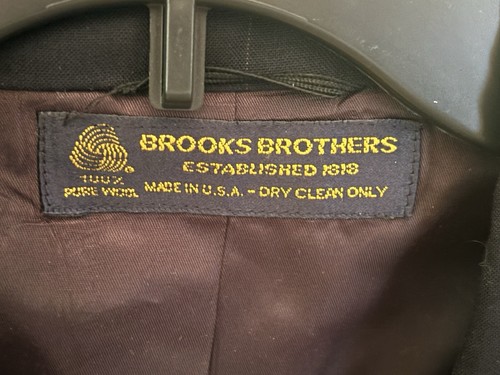 BROOKS BROTHERS
ESTABLISHED 1818
100%
PURE WOOL
MADE IN U.S.A. - DRY CLEAN ONLY